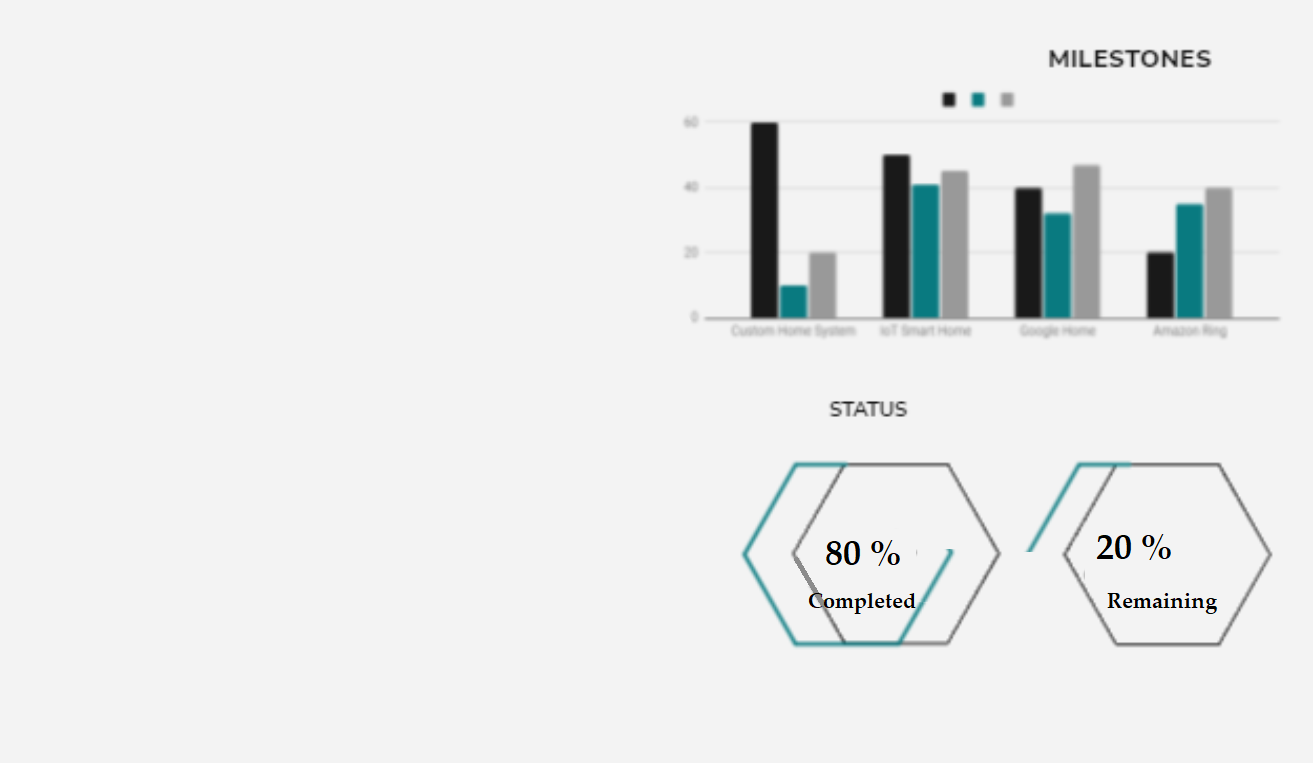 MILESTONES
60
40
20
0
Custom Home System IoT Smart Home Google Home Amazon Ring
STATUS
80 % 20 %
Completed Remaining